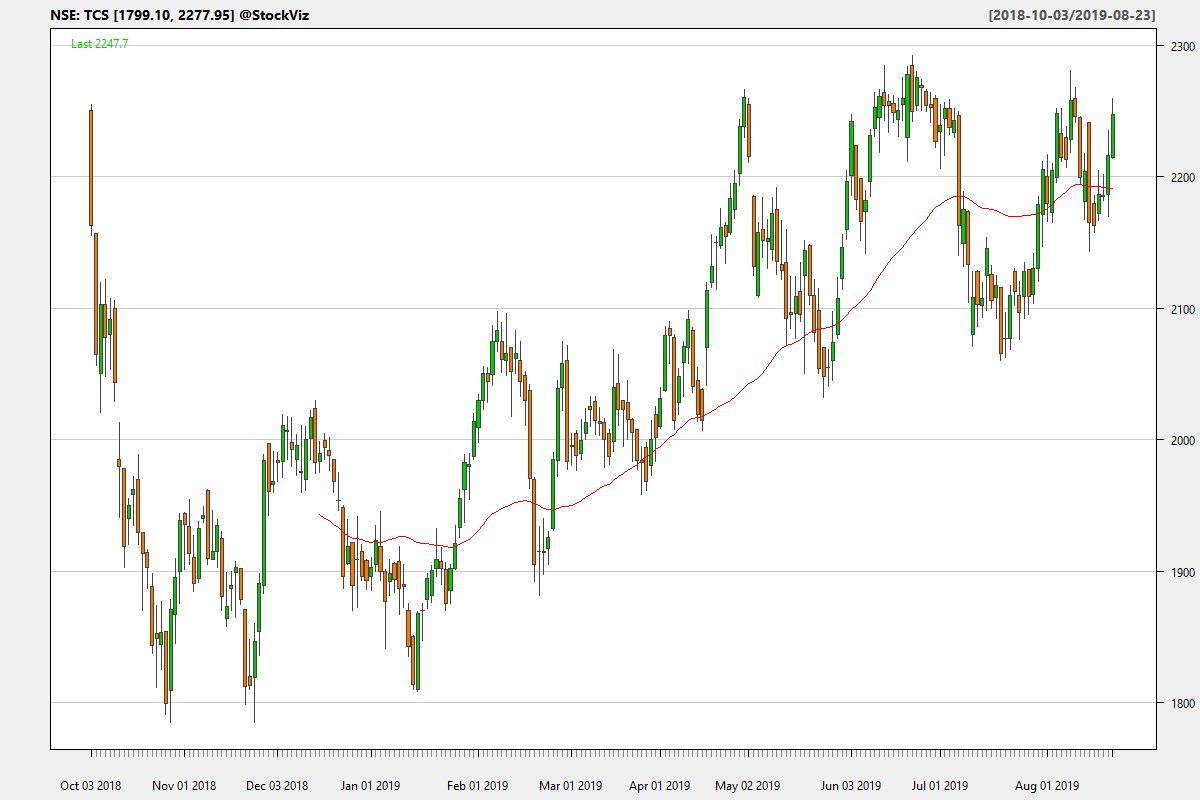 NSE: TCS [1799.10, 2277.95] @StockViz
[2018-10-03/2019-08-23]
Last 2247.7
2300
2200
2100
2000
1900
1800
Oct 03 2018
Nov 01 2018
Dec 03 2018
Jan 01 2019
Feb 01 2019
Mar 01 2019
Apr 01 2019
May 02 2019
Jun 03 2019
Jul 01 2019
Aug 01 2019